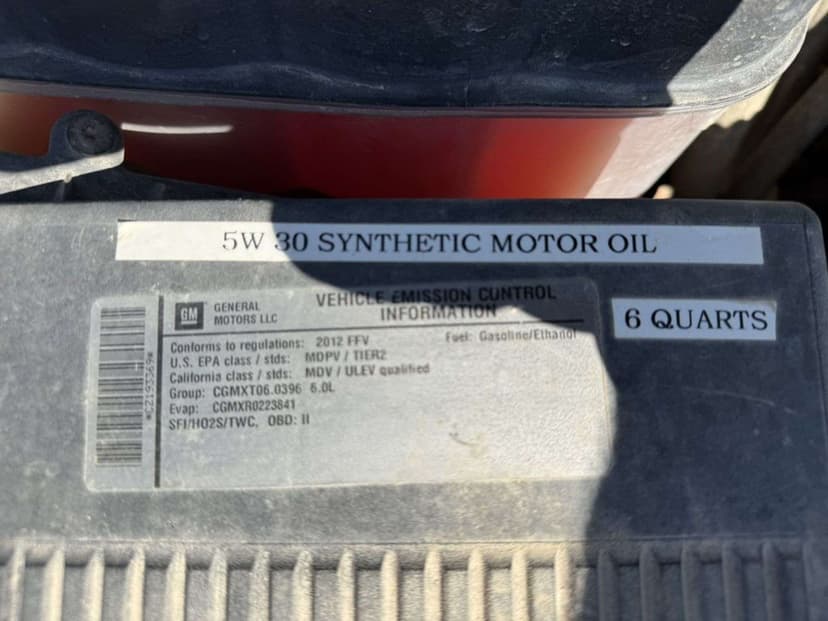 5W 30 SYNTHETIC MOTOR OIL
GM GENERAL MOTORS LLC
VEHICLE EMISSION CONTROL INFORMATION
6 QUARTS
Conforms to regulations: 2012 FFV Fuel: Gasoline/Ethanol
U.S. EPA class / stds: MDPV / TIER2
California class / stds: MDV / ULEV qualified
Group: CGMXT06.0396 6.0L
Evap: CGMXR0223841
SFI/HO2S/TWC, OBD: II
*CZ193369*